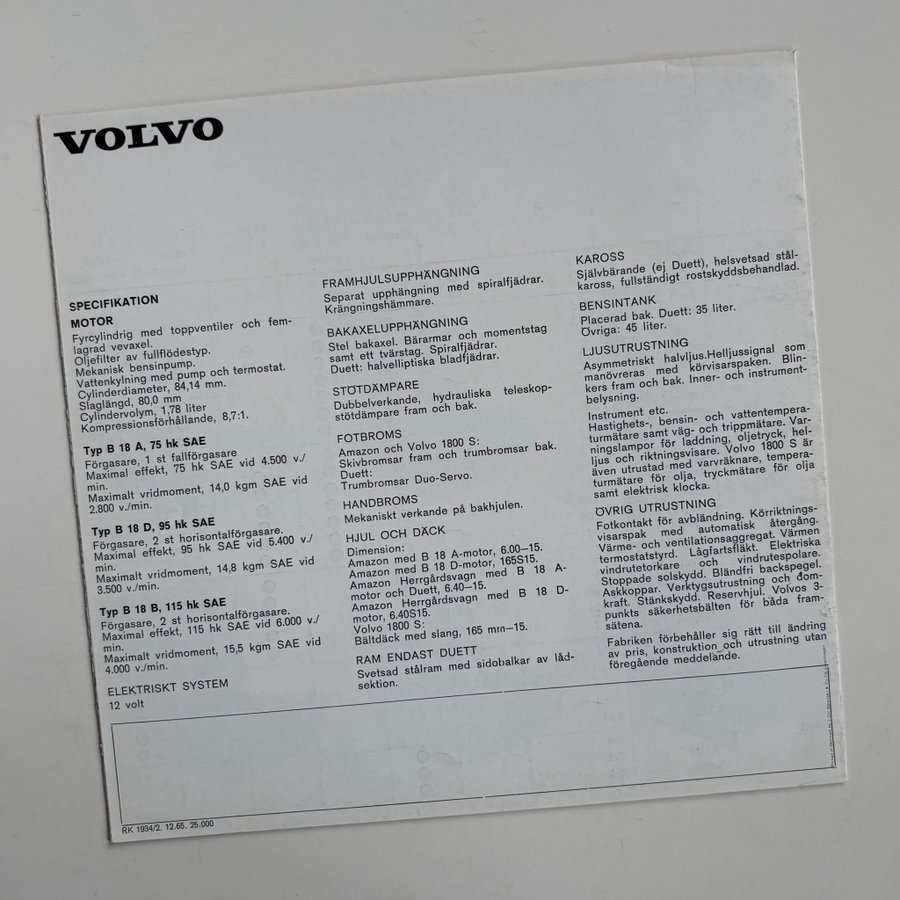 VOLVO
SPECIFIKATION
MOTOR
Fyrcylindrig med toppventiler och fem-
lagrad vevaxel.
Oljefilter av fullflödestyp.
Mekanisk bensinpump.
Vattenkylning med pump och termostat.
Cylinderdiameter, 84,14 mm.
Slaglängd, 80,0 mm
Cylindervolym, 1,78 liter
Kompressionsförhållande, 8,7:1.
Typ B 18 A, 75 hk SAE
Förgasare, 1 st fallförgasare
Maximal effekt, 75 hk SAE vid 4.500 v./
min.
Maximalt vridmoment, 14,0 kgm SAE vid
2.800 v./min.
Typ B 18 D, 95 hk SAE
Förgasare, 2 st horisontalförgasare.
Maximal effekt, 95 hk SAE vid 5.400 v./
min.
Maximalt vridmoment, 14,8 kgm SAE vid
3.500 v./min.
Typ B 18 B, 115 hk SAE
Förgasare, 2 st horisontalförgasare.
Maximal effekt, 115 hk SAE vid 6.000 v./
min.
Maximalt vridmoment, 15,5 kgm SAE vid
4.000 v./min.
ELEKTRISKT SYSTEM
12 volt
FRAMHJULSUPPHÄNGNING
Separat upphängning med spiralfjädrar.
Krängningshämmare.
BAKAXELUPPHÄNGNING
Stel bakaxel. Bärarmar och momentstag
samt ett tvärstag. Spiralfjädrar.
Duett: halvelliptiska bladfjädrar.
STÖTDÄMPARE
Dubbelverkande, hydrauliska teleskop-
stötdämpare fram och bak.
FOTBROMS
Amazon och Volvo 1800 S:
Skivbromsar fram och trumbromsar bak.
Duett:
Trumbromsar Duo-Servo.
HANDBROMS
Mekaniskt verkande på bakhjulen.
HJUL OCH DÄCK
Dimension:
Amazon med B 18 A-motor, 6.00—15.
Amazon med B 18 D-motor, 165S15.
Amazon Herrgårdsvagn med B 18 A-
motor och Duett, 6.40—15.
Amazon Herrgårdsvagn med B 18 D-
motor, 6.40S15.
Volvo 1800 S:
Bältdäck med slang, 165 mm—15.
RAM ENDAST DUETT
Svetsad stålram med sidobalkar av låd-
sektion.
KAROSS
Självbärande (ej Duett), helsvetsad stål-
kaross, fullständigt rostskyddsbehandlad.
BENSINTANK
Placerad bak. Duett: 35 liter.
Övriga: 45 liter.
LJUSUTRUSTNING
Asymmetriskt halvljus.Helljussignal som
manövreras med körvisarspaken. Blin-
kers fram och bak. Inner- och instrument-
belysning.
Instrument etc.
Hastighets-, bensin- och vattentempera-
turmätare samt väg- och trippmätare. Var-
ningslampor för laddning, oljetryck, hel-
ljus och riktningsvisare. Volvo 1800 S är
även utrustad med varvräknare, tempera-
turmätare för olja, tryckmätare för olja
samt elektrisk klocka.
ÖVRIG UTRUSTNING
Fotkontakt för avbländning. Körriktnings-
visarspak med automatisk återgång.
Värme- och ventilationsaggregat. Värmen
termostatstyrd. Lågfartsfläkt. Elektriska
vindrutetorkare och vindrutespolare.
Stoppade solskydd. Bländfri backspegel.
Askkoppar. Verktygsutrustning och dom-
kraft. Stänkskydd. Reservhjul. Volvos 3-
punkts säkerhetsbälten för båda fram-
sätena.
Fabriken förbehåller sig rätt till ändring
av pris, konstruktion och utrustning utan
föregående meddelande.
RK 1934/2. 12.65. 25.000